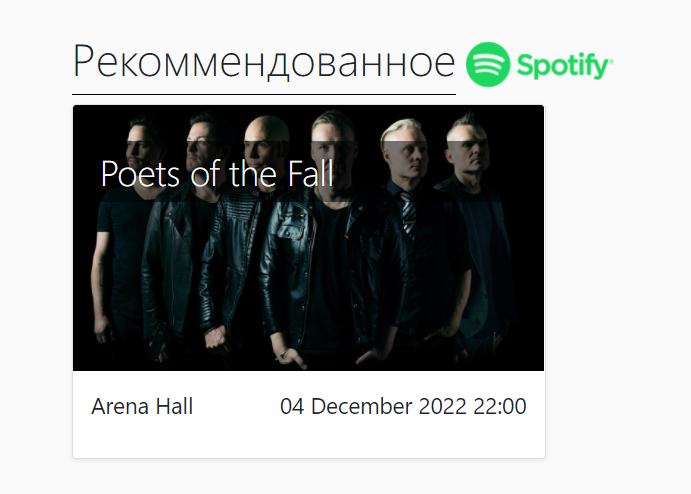 Рекоммендованное Spotify
Poets of the Fall
Arena Hall 04 December 2022 22:00